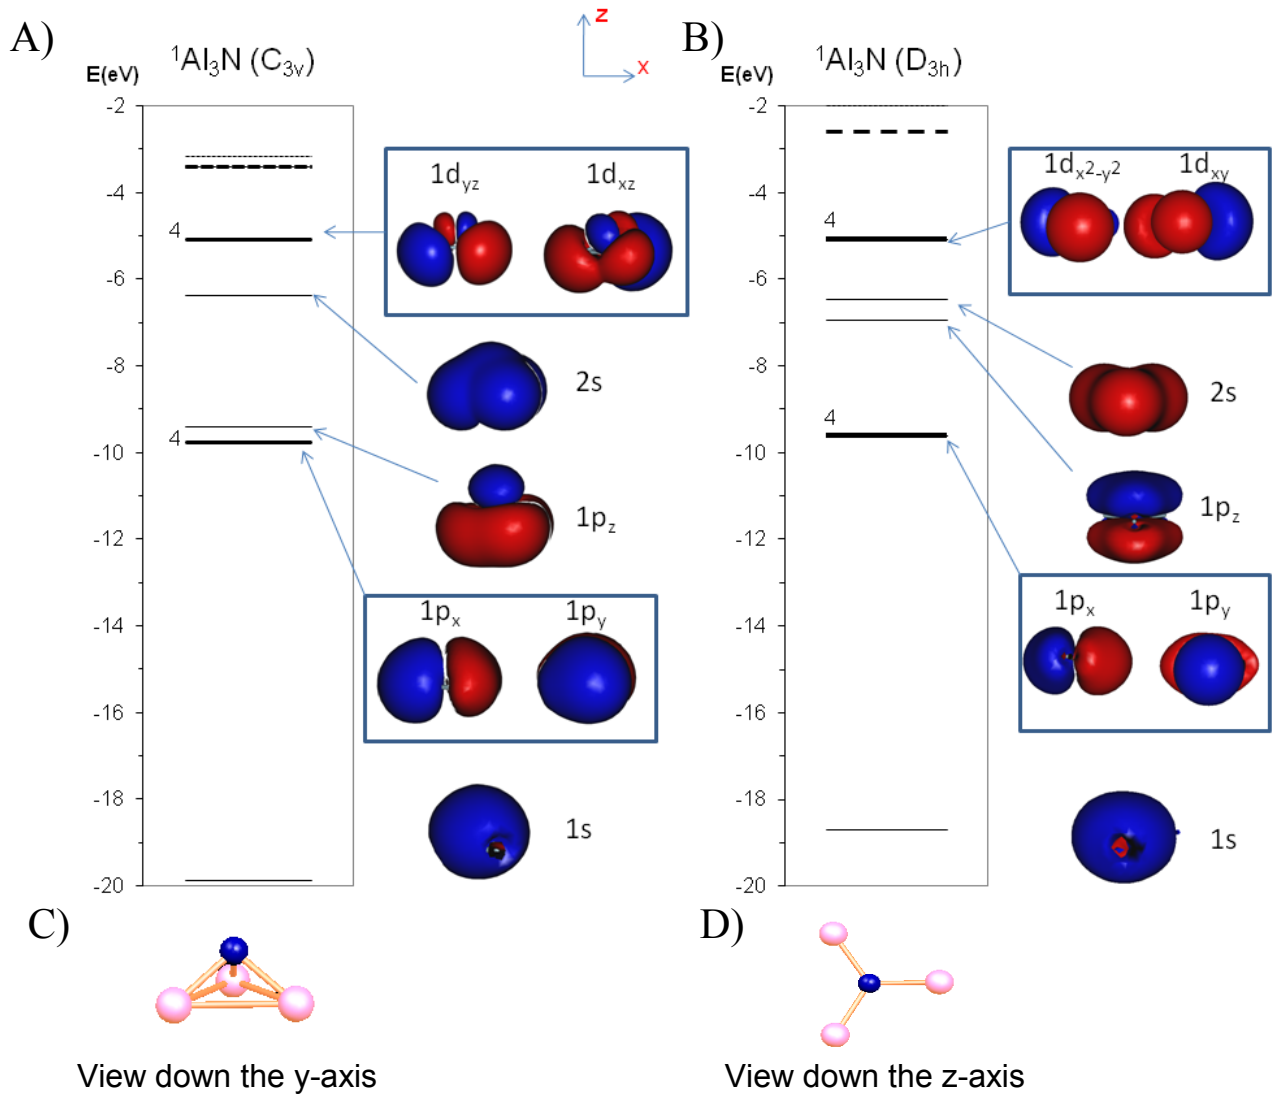 A)
¹Al₃N (C₃ᵥ)
E(eV)
-2
-4
-6
-8
-10
-12
-14
-16
-18
-20
4
4
1d_yz 1d_xz
2s
1p_z
1p_x 1p_y
1s
z
x
B)
¹Al₃N (D₃ₕ)
E(eV)
-2
-4
-6
-8
-10
-12
-14
-16
-18
-20
4
4
1d_x²-y² 1d_xy
2s
1p_z
1p_x 1p_y
1s
C)
View down the y-axis
D)
View down the z-axis